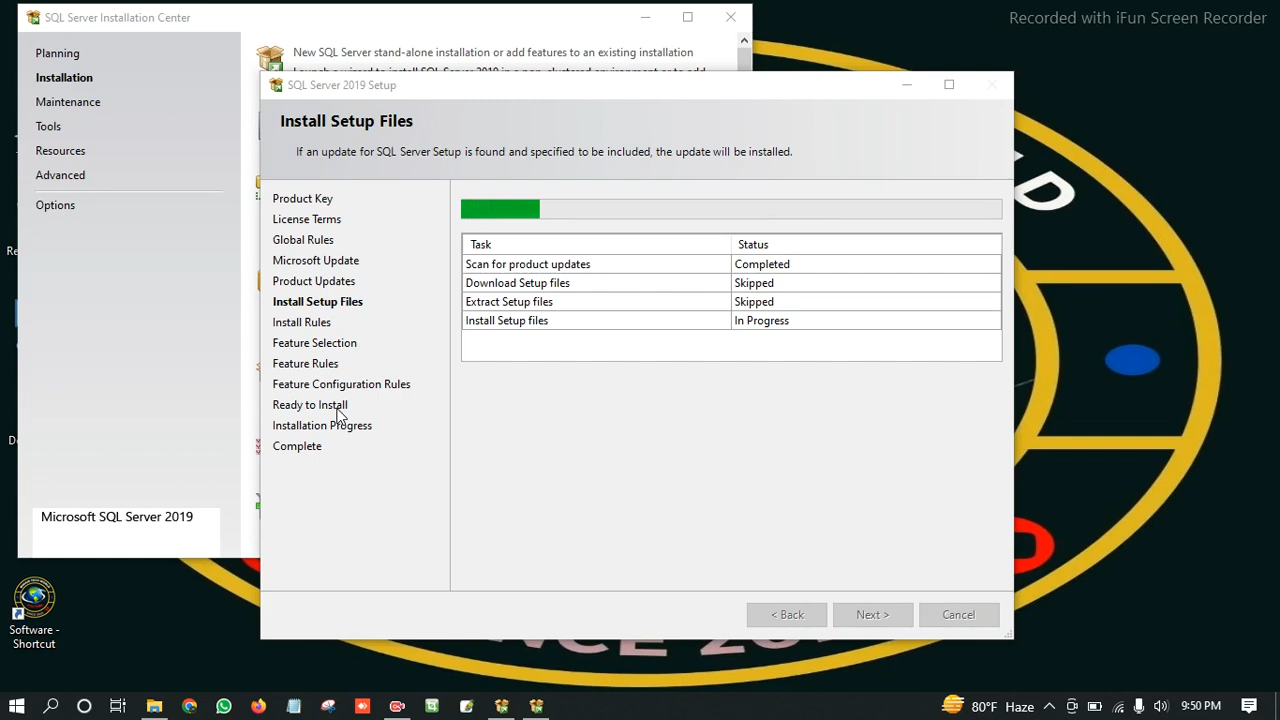 SQL Server Installation Center
Recorded with iFun Screen Recorder
Planning
Installation
Maintenance
Tools
Resources
Advanced
Options
Microsoft SQL Server 2019
New SQL Server stand-alone installation or add features to an existing installation
SQL Server 2019 Setup
Install Setup Files
If an update for SQL Server Setup is found and specified to be included, the update will be installed.
Product Key
License Terms
Global Rules
Microsoft Update
Product Updates
Install Setup Files
Install Rules
Feature Selection
Feature Rules
Feature Configuration Rules
Ready to Install
Installation Progress
Complete
Task Status
Scan for product updates Completed
Download Setup files Skipped
Extract Setup files Skipped
Install Setup files In Progress
< Back Next > Cancel
Software -
Shortcut
80°F Haze 9:50 PM